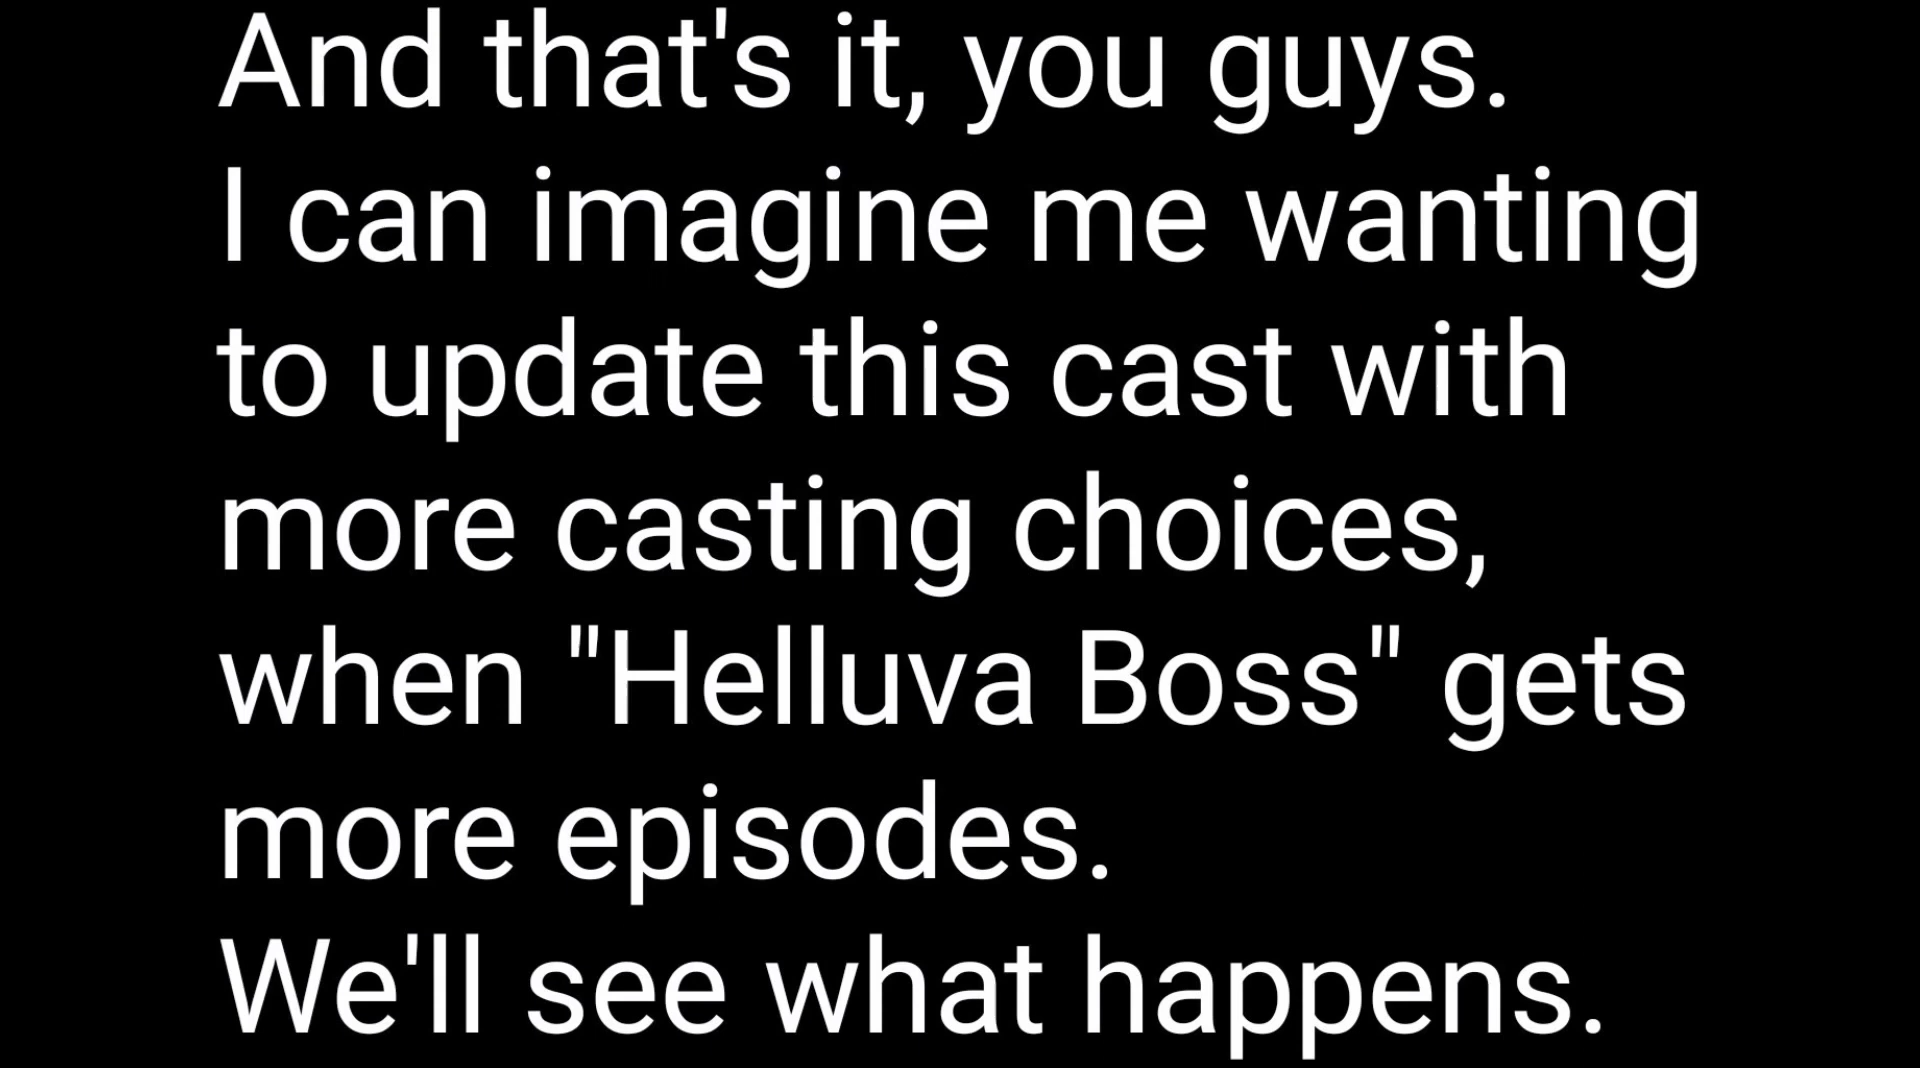 And that's it, you guys.
I can imagine me wanting
to update this cast with
more casting choices,
when "Helluva Boss" gets
more episodes.
We'll see what happens.